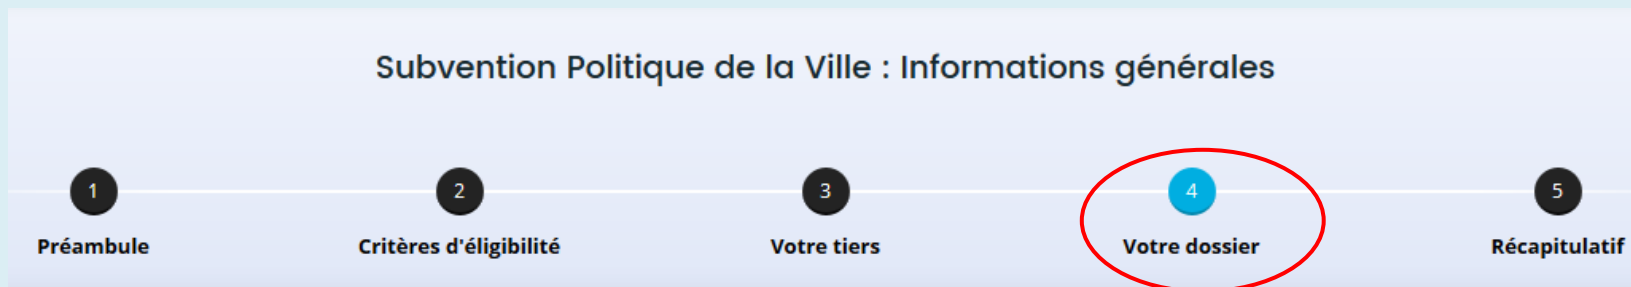 Subvention Politique de la Ville : Informations générales
1 2 3 4 5
Préambule Critères d'éligibilité Votre tiers Votre dossier Récapitulatif